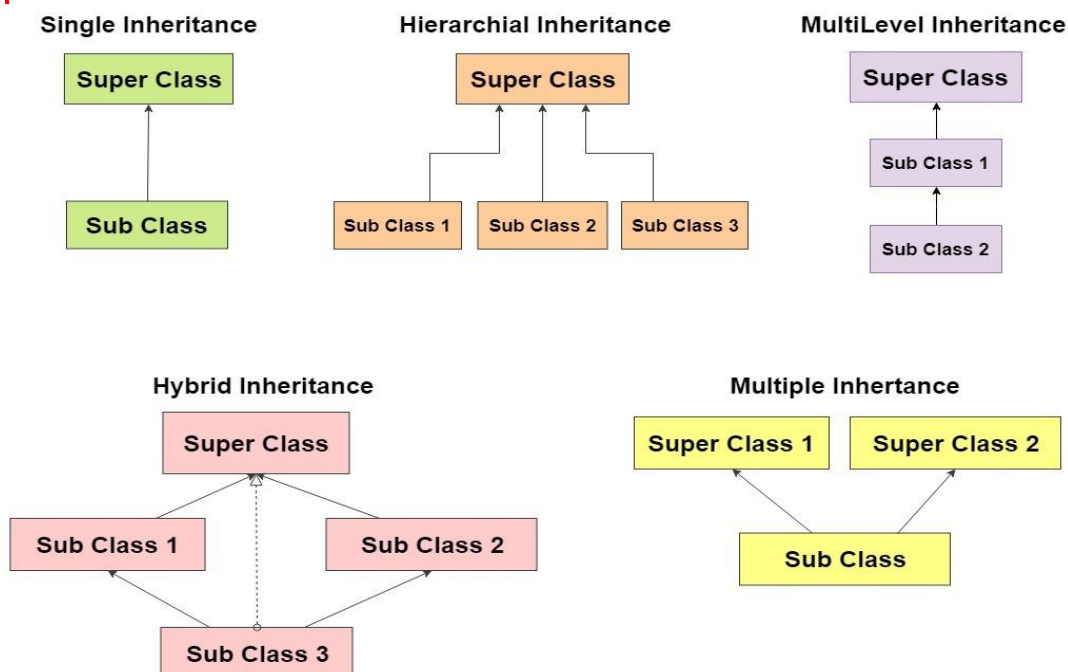 Single Inheritance
Hierarchial Inheritance
MultiLevel Inheritance
Super Class
Super Class
Super Class
Sub Class 1
Sub Class
Sub Class 1
Sub Class 2
Sub Class 3
Sub Class 2
Hybrid Inheritance
Multiple Inhertance
Super Class
Super Class 1
Super Class 2
Sub Class 1
Sub Class 2
Sub Class
Sub Class 3